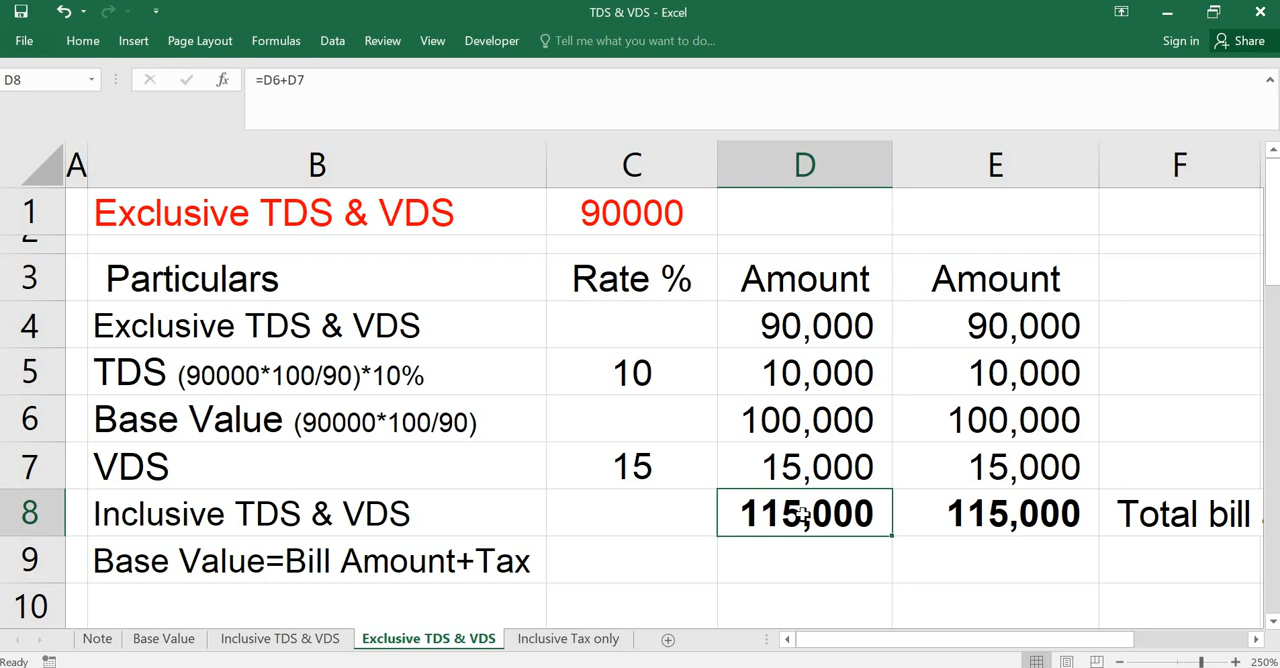 TDS & VDS - Excel
File Home Insert Page Layout Formulas Data Review View Developer Tell me what you want to do... Sign in Share
D8 fx =D6+D7
A B C D E F
1 Exclusive TDS & VDS 90000
2
3 Particulars Rate % Amount Amount
4 Exclusive TDS & VDS 90,000 90,000
5 TDS (90000*100/90)*10% 10 10,000 10,000
6 Base Value (90000*100/90) 100,000 100,000
7 VDS 15 15,000 15,000
8 Inclusive TDS & VDS 115,000 115,000 Total bill
9 Base Value=Bill Amount+Tax
10
Note Base Value Inclusive TDS & VDS Exclusive TDS & VDS Inclusive Tax only
Ready 250%